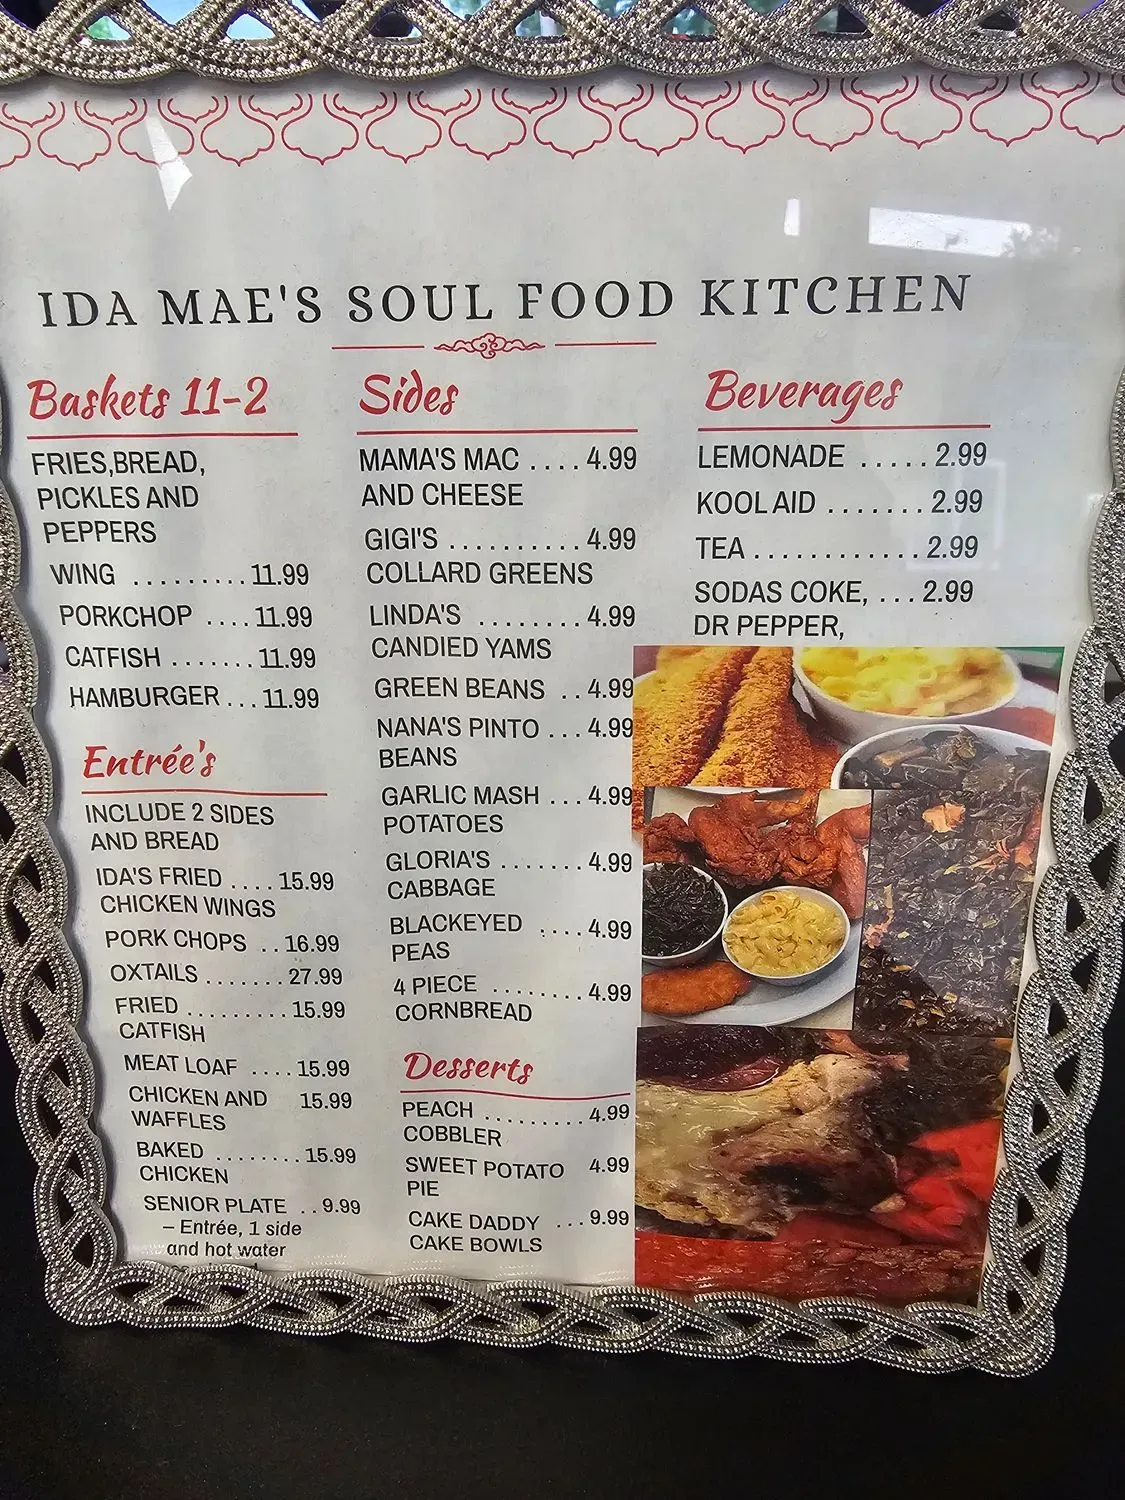 IDA MAE'S SOUL FOOD KITCHEN
Baskets 11-2
FRIES,BREAD,
PICKLES AND
PEPPERS
WING ......... 11.99
PORKCHOP .... 11.99
CATFISH ....... 11.99
HAMBURGER ... 11.99
Entrée's
INCLUDE 2 SIDES
AND BREAD
IDA'S FRIED .... 15.99
CHICKEN WINGS
PORK CHOPS .. 16.99
OXTAILS ....... 27.99
FRIED ......... 15.99
CATFISH
MEAT LOAF .... 15.99
CHICKEN AND 15.99
WAFFLES
BAKED ........ 15.99
CHICKEN
SENIOR PLATE .. 9.99
– Entrée, 1 side
and hot water
Sides
MAMA'S MAC .... 4.99
AND CHEESE
GIGI'S .......... 4.99
COLLARD GREENS
LINDA'S ........ 4.99
CANDIED YAMS
GREEN BEANS .. 4.99
NANA'S PINTO ... 4.99
BEANS
GARLIC MASH ... 4.99
POTATOES
GLORIA'S ....... 4.99
CABBAGE
BLACKEYED .... 4.99
PEAS
4 PIECE ........ 4.99
CORNBREAD
Desserts
PEACH ........ 4.99
COBBLER
SWEET POTATO 4.99
PIE
CAKE DADDY ... 9.99
CAKE BOWLS
Beverages
LEMONADE ..... 2.99
KOOL AID ....... 2.99
TEA ............ 2.99
SODAS COKE, ... 2.99
DR PEPPER,